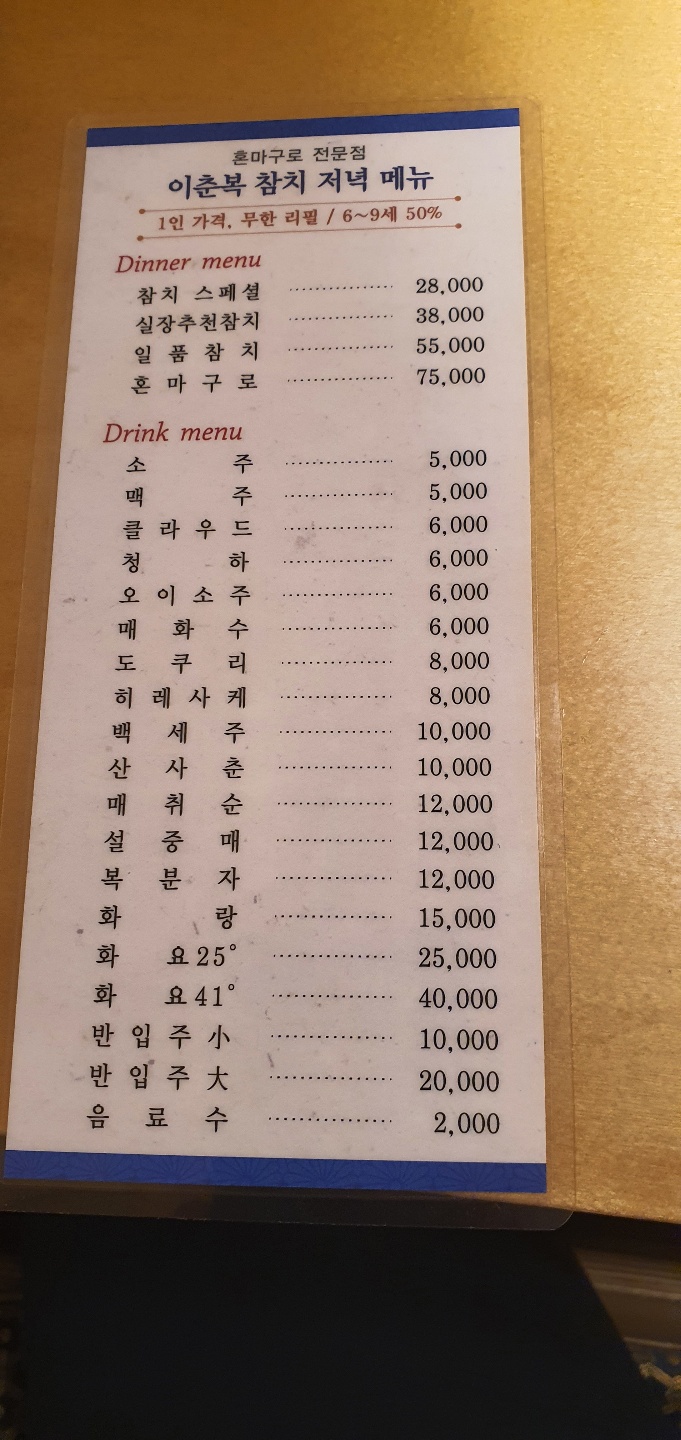 혼마구로 전문점
이춘복 참치 저녁 메뉴
1인 가격, 무한 리필 / 6~9세 50%
Dinner menu
참치 스페셜 28,000
실장추천참치 38,000
일품참치 55,000
혼마구로 75,000
Drink menu
소주 5,000
맥주 5,000
클라우드 6,000
청하 6,000
오이소주 6,000
매화수 6,000
도쿠리 8,000
히레사케 8,000
백세주 10,000
산사춘 10,000
매취순 12,000
설중매 12,000
복분자 12,000
화랑 15,000
화요25° 25,000
화요41° 40,000
반입주小 10,000
반입주大 20,000
음료수 2,000